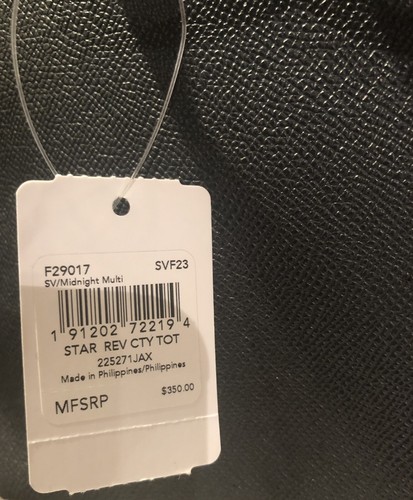 F29017 SVF23
SV/Midnight Multi
1 91202 72219 4
STAR REV CTY TOT
225271JAX
Made in Philippines/Philippines
$350.00
MFSRP